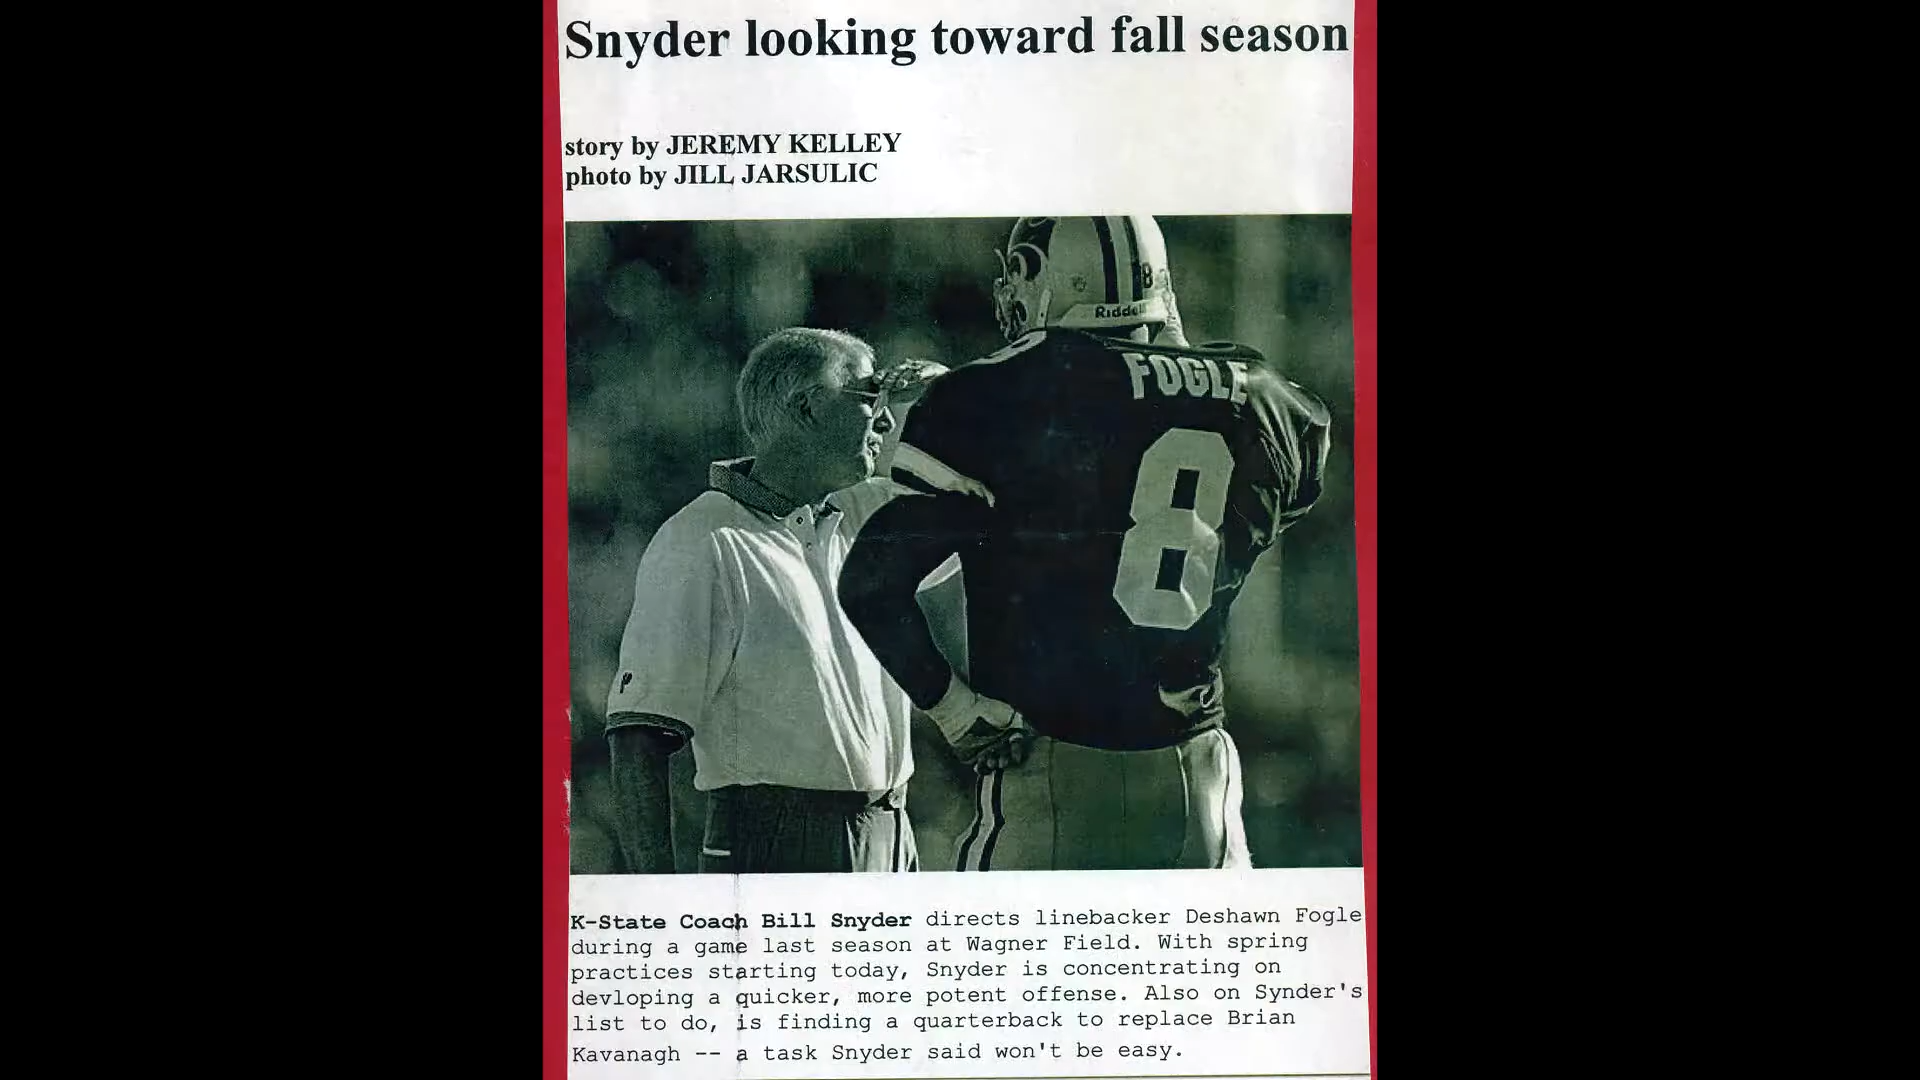 Snyder looking toward fall season
story by JEREMY KELLEY
photo by JILL JARSULIC
8
Riddell
FOGLE
8
K-State Coach Bill Snyder directs linebacker Deshawn Fogle
during a game last season at Wagner Field. With spring
practices starting today, Snyder is concentrating on
devloping a quicker, more potent offense. Also on Synder's
list to do, is finding a quarterback to replace Brian
Kavanagh -- a task Snyder said won't be easy.